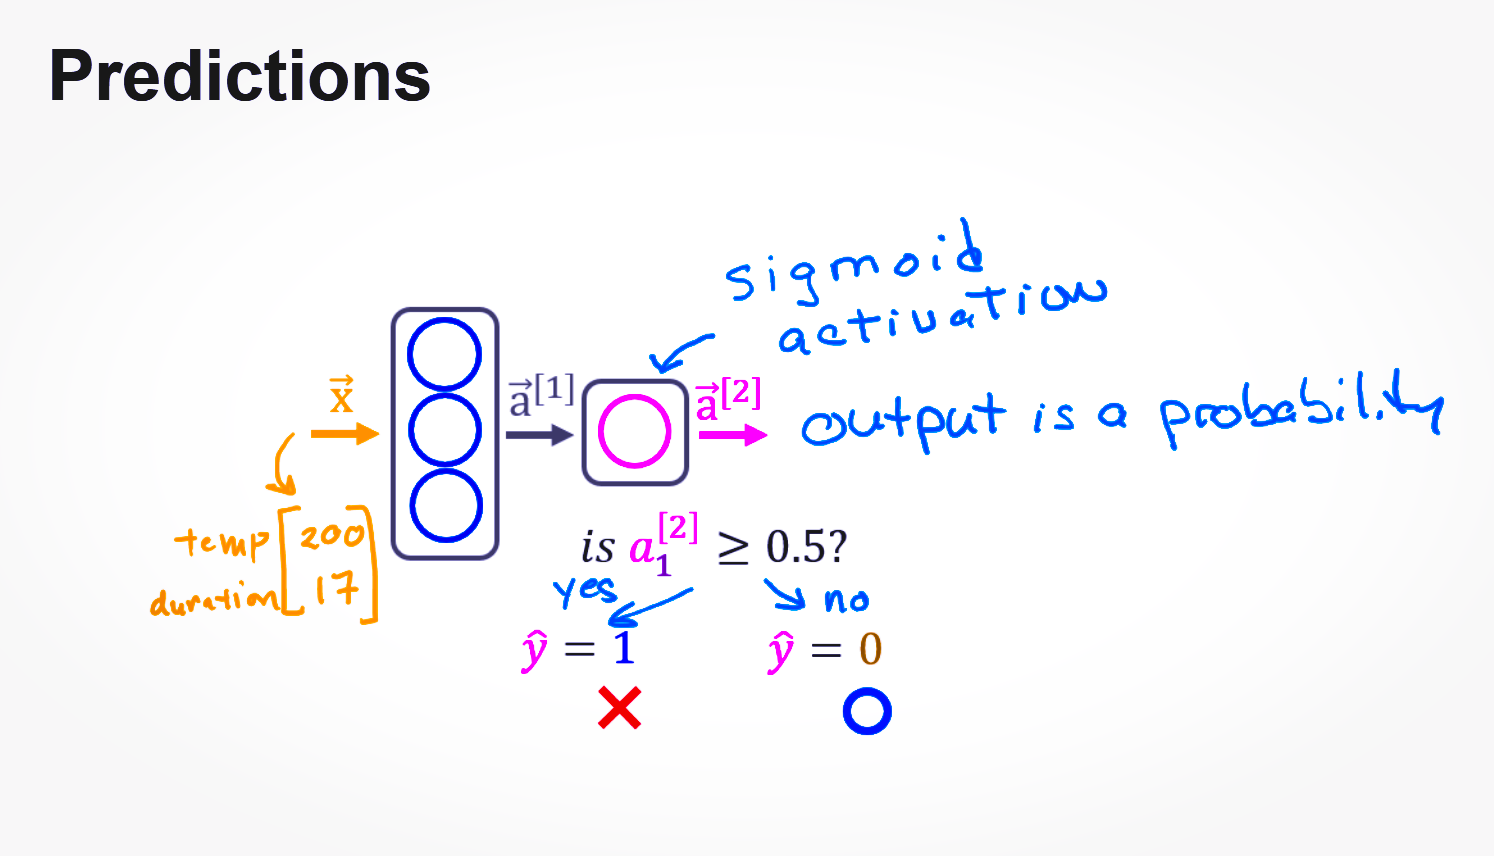 Predictions
sigmoid
activation
x⃗
a⃗[1]
a⃗[2]
output is a probability
temp [200
duration 17]
is a₁[2] ≥ 0.5?
yes
no
ŷ = 1
ŷ = 0